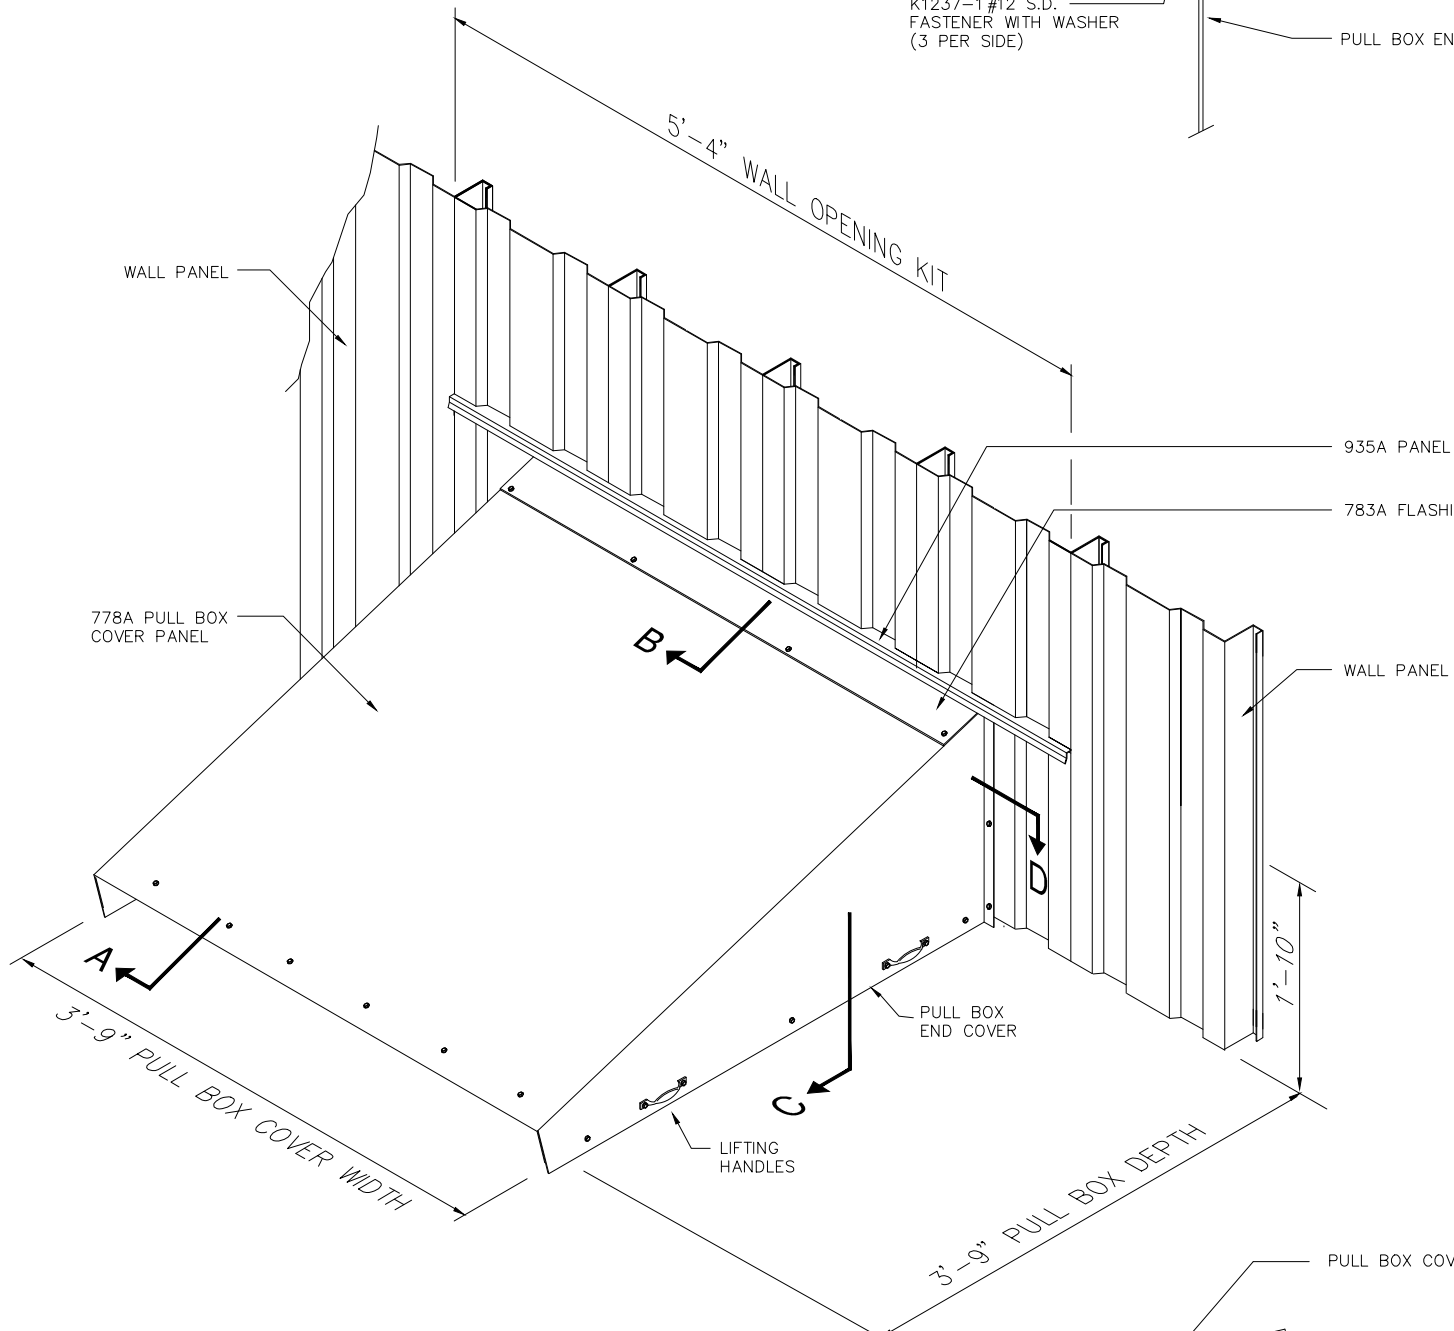 K1237-1 #12 S.D.
FASTENER WITH WASHER
(3 PER SIDE)
PULL BOX EN
5'-4" WALL OPENING KIT
WALL PANEL
935A PANEL
783A FLASHI
778A PULL BOX
COVER PANEL
B
WALL PANEL
D
A
1'-10"
PULL BOX
END COVER
3'-9" PULL BOX COVER WIDTH
C
LIFTING
HANDLES
3'-9" PULL BOX DEPTH
PULL BOX COV